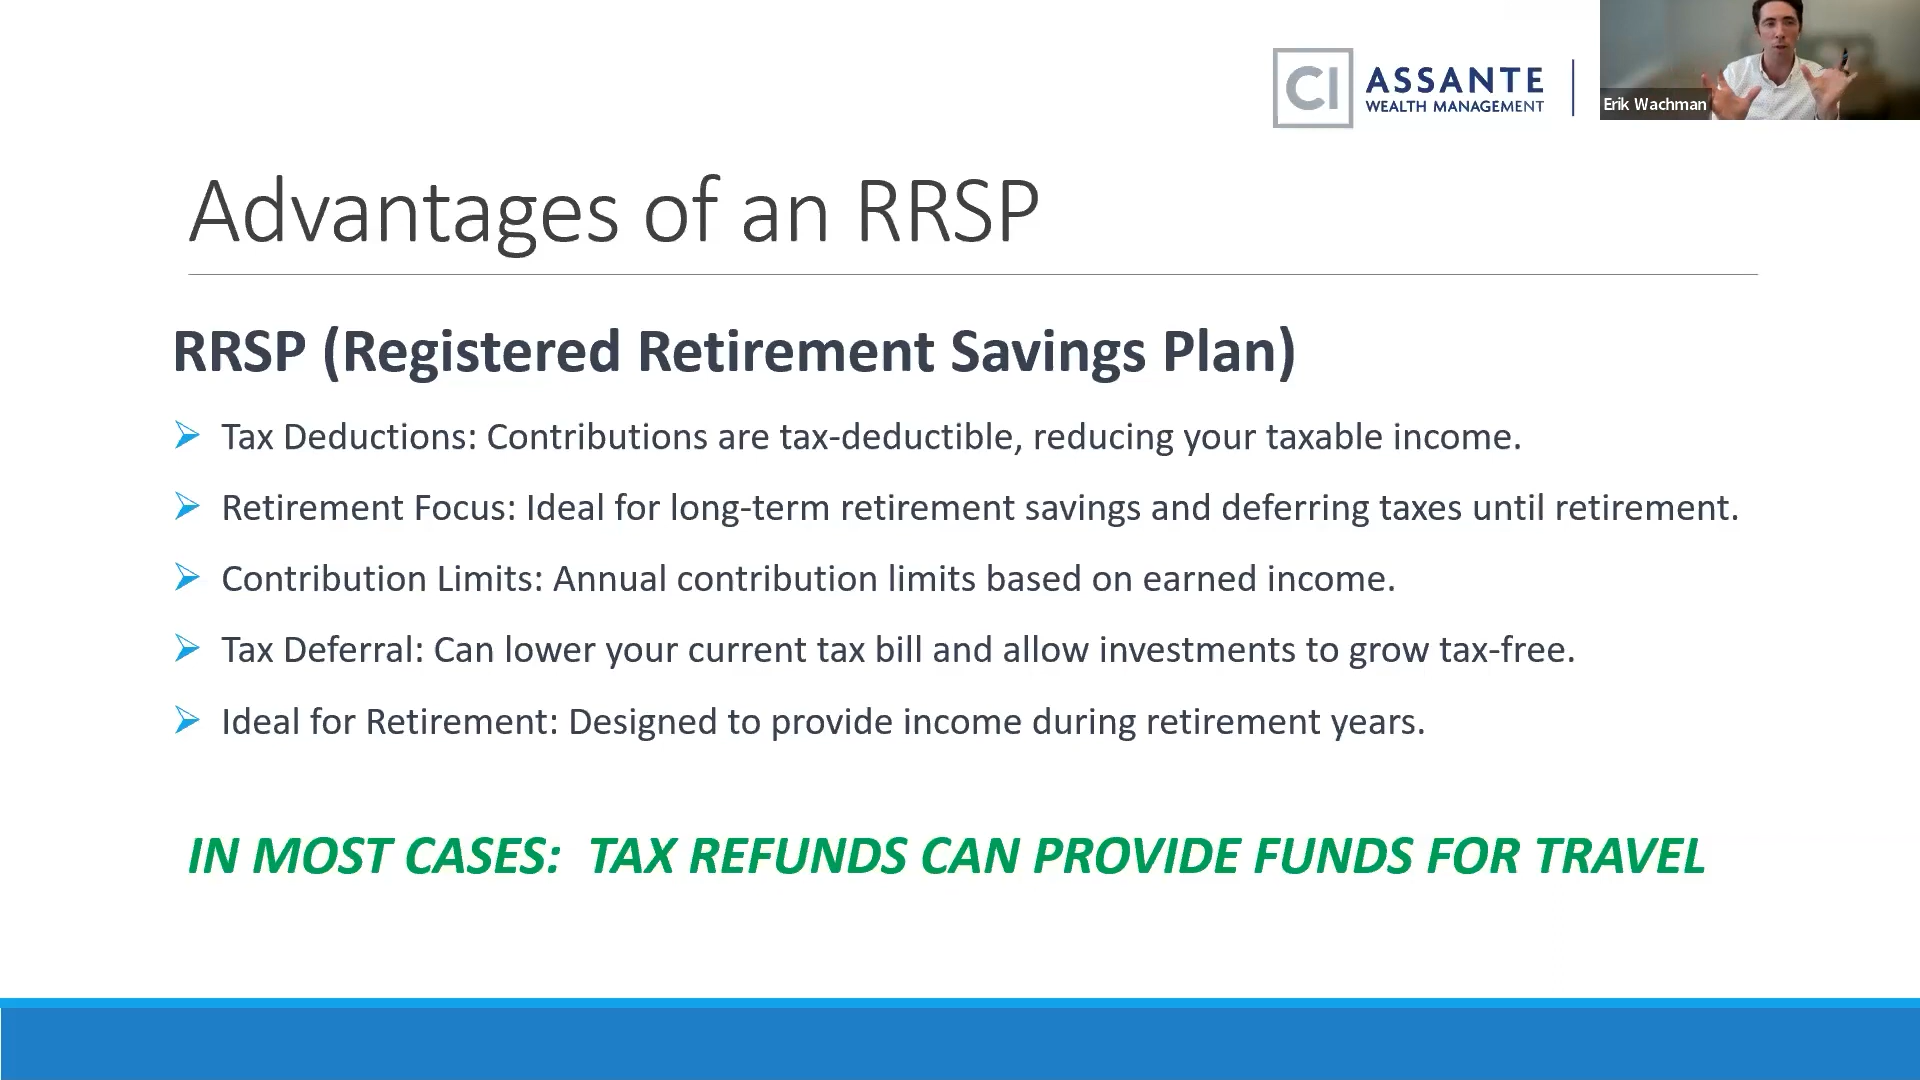 CI ASSANTE
WEALTH MANAGEMENT
Erik Wachman
Advantages of an RRSP
RRSP (Registered Retirement Savings Plan)
Tax Deductions: Contributions are tax-deductible, reducing your taxable income.
Retirement Focus: Ideal for long-term retirement savings and deferring taxes until retirement.
Contribution Limits: Annual contribution limits based on earned income.
Tax Deferral: Can lower your current tax bill and allow investments to grow tax-free.
Ideal for Retirement: Designed to provide income during retirement years.
IN MOST CASES: TAX REFUNDS CAN PROVIDE FUNDS FOR TRAVEL